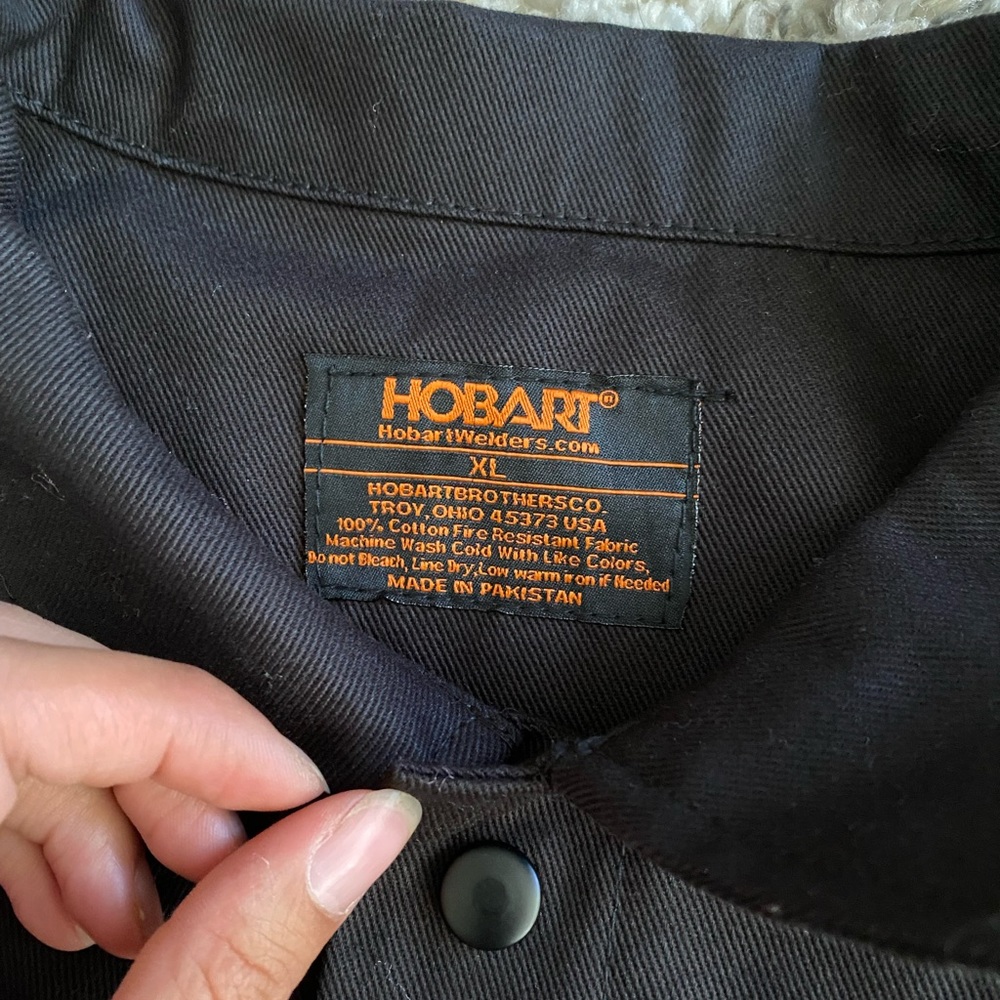 HOBART®
HobartWelders.com
XL
HOBARTBROTHERSCO.
TROY, OHIO 45373 USA
100% Cotton Fire Resistant Fabric
Machine Wash Cold With Like Colors,
Do not Bleach, Line Dry, Low warm iron if Needed
MADE IN PAKISTAN